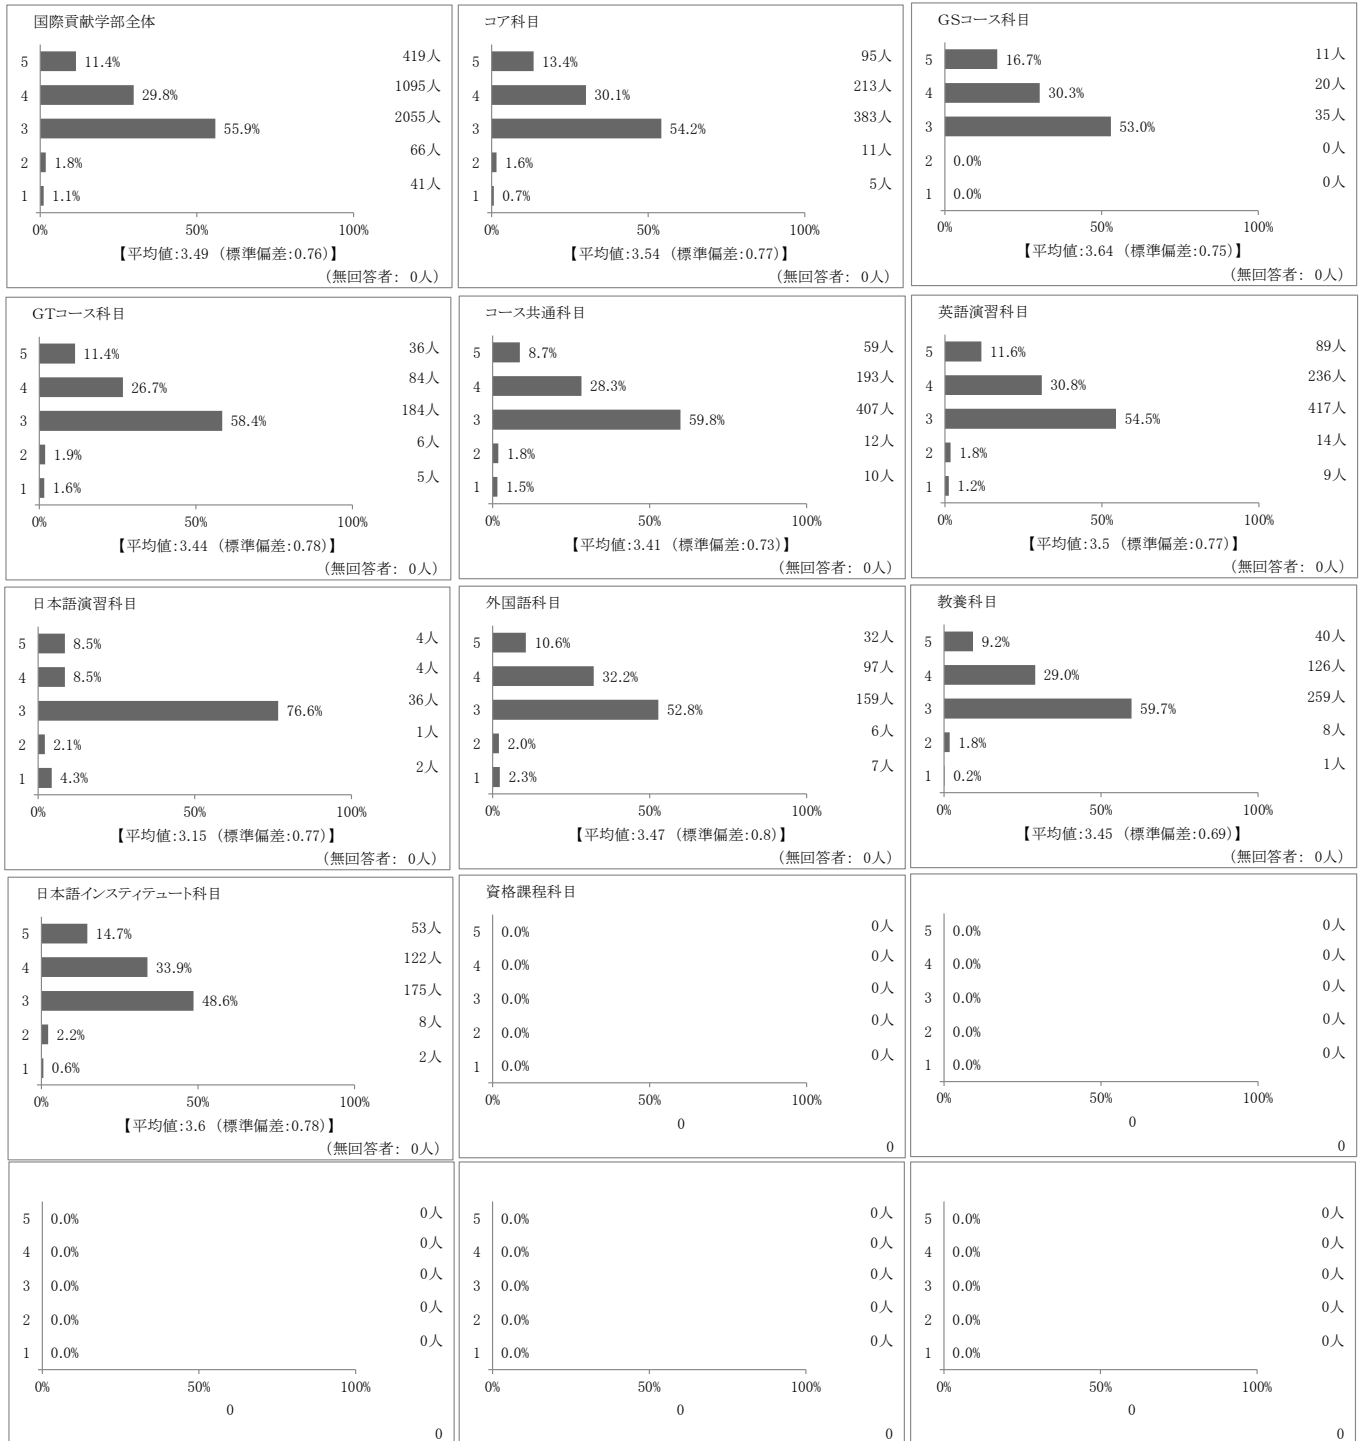 国際貢献学部全体
5 11.4% 419人
4 29.8% 1095人
3 55.9% 2055人
2 1.8% 66人
1 1.1% 41人
0% 50% 100%
【平均値:3.49 (標準偏差:0.76)】
(無回答者: 0人)
コア科目
5 13.4% 95人
4 30.1% 213人
3 54.2% 383人
2 1.6% 11人
1 0.7% 5人
0% 50% 100%
【平均値:3.54 (標準偏差:0.77)】
(無回答者: 0人)
GSコース科目
5 16.7% 11人
4 30.3% 20人
3 53.0% 35人
2 0.0% 0人
1 0.0% 0人
0% 50% 100%
【平均値:3.64 (標準偏差:0.75)】
(無回答者: 0人)
GTコース科目
5 11.4% 36人
4 26.7% 84人
3 58.4% 184人
2 1.9% 6人
1 1.6% 5人
0% 50% 100%
【平均値:3.44 (標準偏差:0.78)】
(無回答者: 0人)
コース共通科目
5 8.7% 59人
4 28.3% 193人
3 59.8% 407人
2 1.8% 12人
1 1.5% 10人
0% 50% 100%
【平均値:3.41 (標準偏差:0.73)】
(無回答者: 0人)
英語演習科目
5 11.6% 89人
4 30.8% 236人
3 54.5% 417人
2 1.8% 14人
1 1.2% 9人
0% 50% 100%
【平均値:3.5 (標準偏差:0.77)】
(無回答者: 0人)
日本語演習科目
5 8.5% 4人
4 8.5% 4人
3 76.6% 36人
2 2.1% 1人
1 4.3% 2人
0% 50% 100%
【平均値:3.15 (標準偏差:0.77)】
(無回答者: 0人)
外国語科目
5 10.6% 32人
4 32.2% 97人
3 52.8% 159人
2 2.0% 6人
1 2.3% 7人
0% 50% 100%
【平均値:3.47 (標準偏差:0.8)】
(無回答者: 0人)
教養科目
5 9.2% 40人
4 29.0% 126人
3 59.7% 259人
2 1.8% 8人
1 0.2% 1人
0% 50% 100%
【平均値:3.45 (標準偏差:0.69)】
(無回答者: 0人)
日本語インスティテュート科目
5 14.7% 53人
4 33.9% 122人
3 48.6% 175人
2 2.2% 8人
1 0.6% 2人
0% 50% 100%
【平均値:3.6 (標準偏差:0.78)】
(無回答者: 0人)
資格課程科目
5 0.0% 0人
4 0.0% 0人
3 0.0% 0人
2 0.0% 0人
1 0.0% 0人
0% 50% 100%
0
0
5 0.0% 0人
4 0.0% 0人
3 0.0% 0人
2 0.0% 0人
1 0.0% 0人
0% 50% 100%
0
0
5 0.0% 0人
4 0.0% 0人
3 0.0% 0人
2 0.0% 0人
1 0.0% 0人
0% 50% 100%
0
0
5 0.0% 0人
4 0.0% 0人
3 0.0% 0人
2 0.0% 0人
1 0.0% 0人
0% 50% 100%
0
0
5 0.0% 0人
4 0.0% 0人
3 0.0% 0人
2 0.0% 0人
1 0.0% 0人
0% 50% 100%
0
0